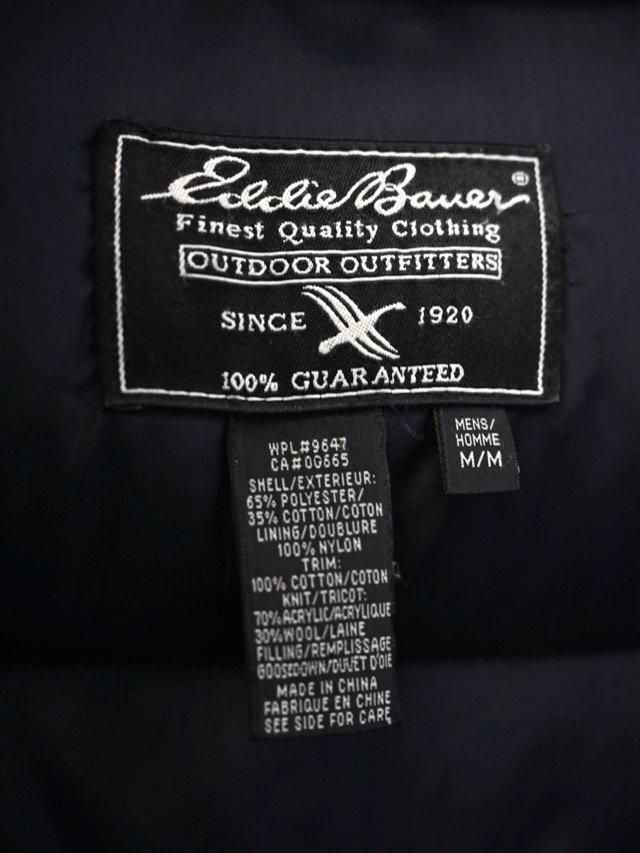 Eddie Bauer®
Finest Quality Clothing
OUTDOOR OUTFITTERS
SINCE 1920
100% GUARANTEED
MENS/
HOMME
M/M
WPL#9647
CA#00665
SHELL/EXTERIEUR:
65% POLYESTER/
35% COTTON/COTON
LINING/DOUBLURE
100% NYLON
TRIM:
100% COTTON/COTON
KNIT/TRICOT:
70% ACRYLIC/ACRYLIQUE
30% WOOL/LAINE
FILLING/REMPLISSAGE
GOOSEDOWN/DUVET D'OIE
MADE IN CHINA
FABRIQUE EN CHINE
SEE SIDE FOR CARE